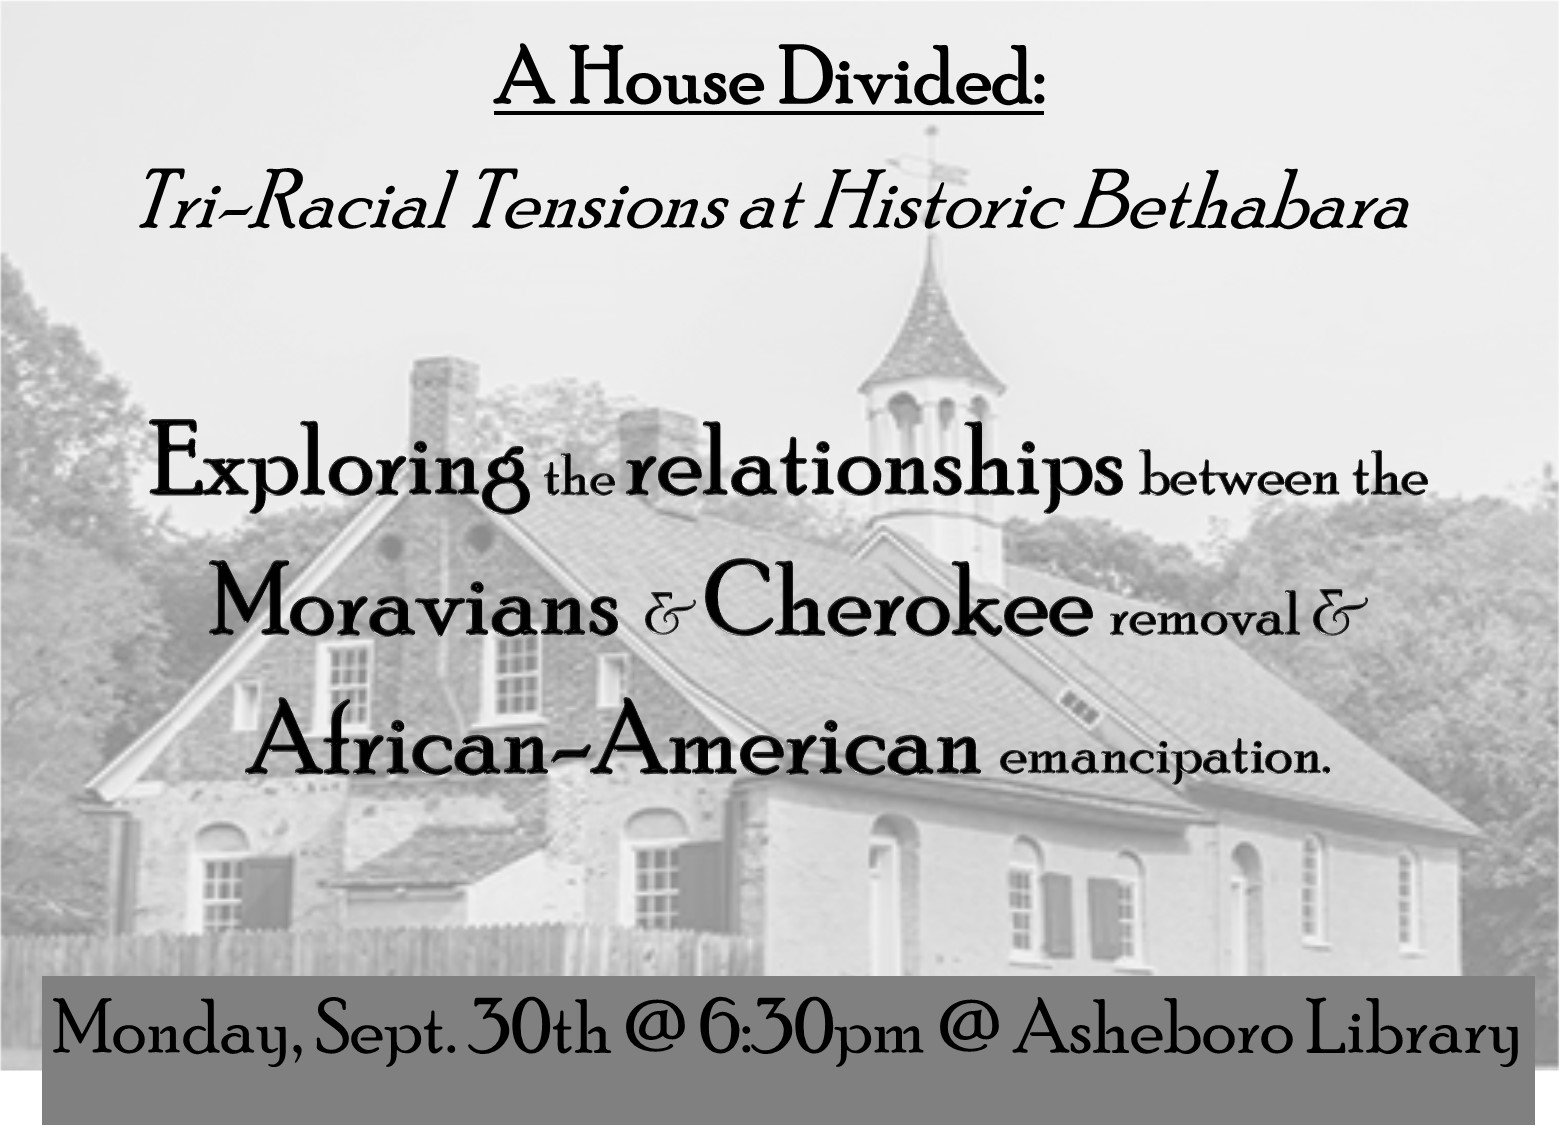 A House Divided:
Tri-Racial Tensions at Historic Bethabara
Exploring the relationships between the
Moravians & Cherokee removal &
African-American emancipation.
Monday, Sept. 30th @ 6:30pm @ Asheboro Library